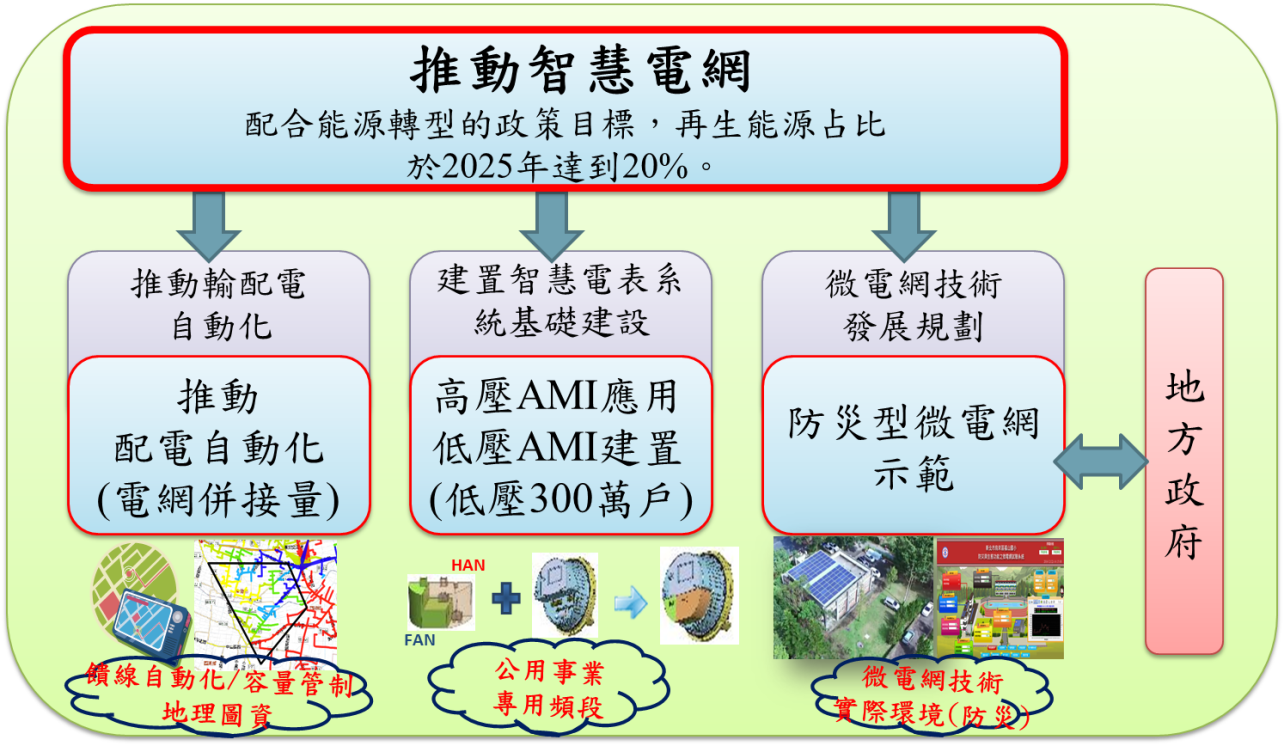 推動智慧電網
配合能源轉型的政策目標，再生能源占比
於2025年達到20%。
推動輸配電
自動化
推動
配電自動化
(電網併接量)
建置智慧電表系
統基礎建設
高壓AMI應用
低壓AMI建置
(低壓300萬戶)
微電網技術
發展規劃
防災型微電網
示範
地方政府
HAN
FAN
饋線自動化/容量管制
地理圖資
公用事業
專用頻段
微電網技術
實際環境(防災)